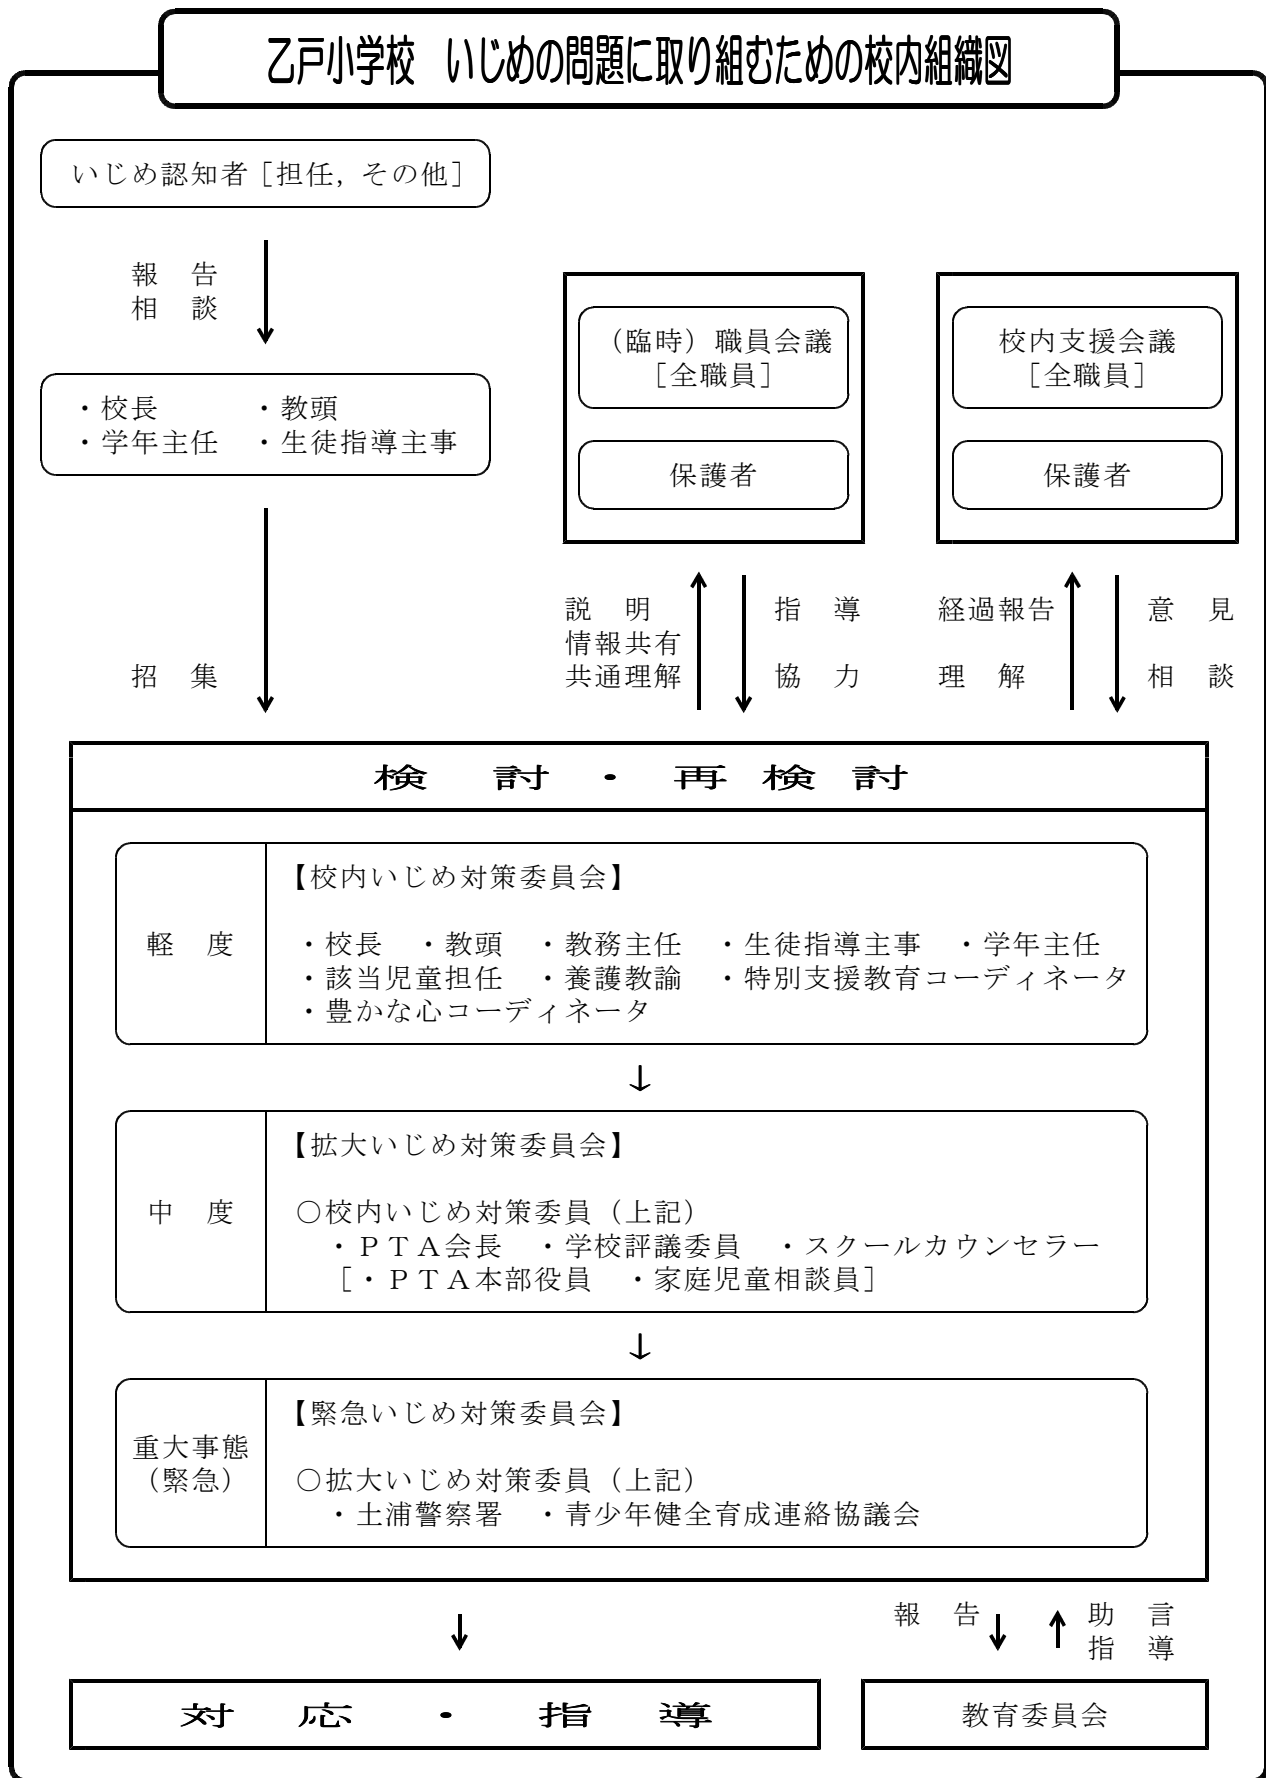 乙戸小学校　いじめの問題に取り組むための校内組織図
いじめ認知者［担任，その他］
報　告
相　談
・校長　　　・教頭
・学年主任　・生徒指導主事
招　集
（臨時）職員会議
［全職員］
保護者
校内支援会議
［全職員］
保護者
説　明
情報共有
共通理解
指　導
協　力
経過報告
理　解
意　見
相　談
検　討・再検討
軽　度
【校内いじめ対策委員会】
・校長　・教頭　・教務主任　・生徒指導主事　・学年主任
・該当児童担任　・養護教諭　・特別支援教育コーディネータ
・豊かな心コーディネータ
↓
中　度
【拡大いじめ対策委員会】
○校内いじめ対策委員（上記）
・ＰＴＡ会長　・学校評議委員　・スクールカウンセラー
［・ＰＴＡ本部役員　・家庭児童相談員］
↓
重大事態
（緊急）
【緊急いじめ対策委員会】
○拡大いじめ対策委員（上記）
・土浦警察署　・青少年健全育成連絡協議会
報　告
助　言
指　導
対　応　・　指　導
教育委員会